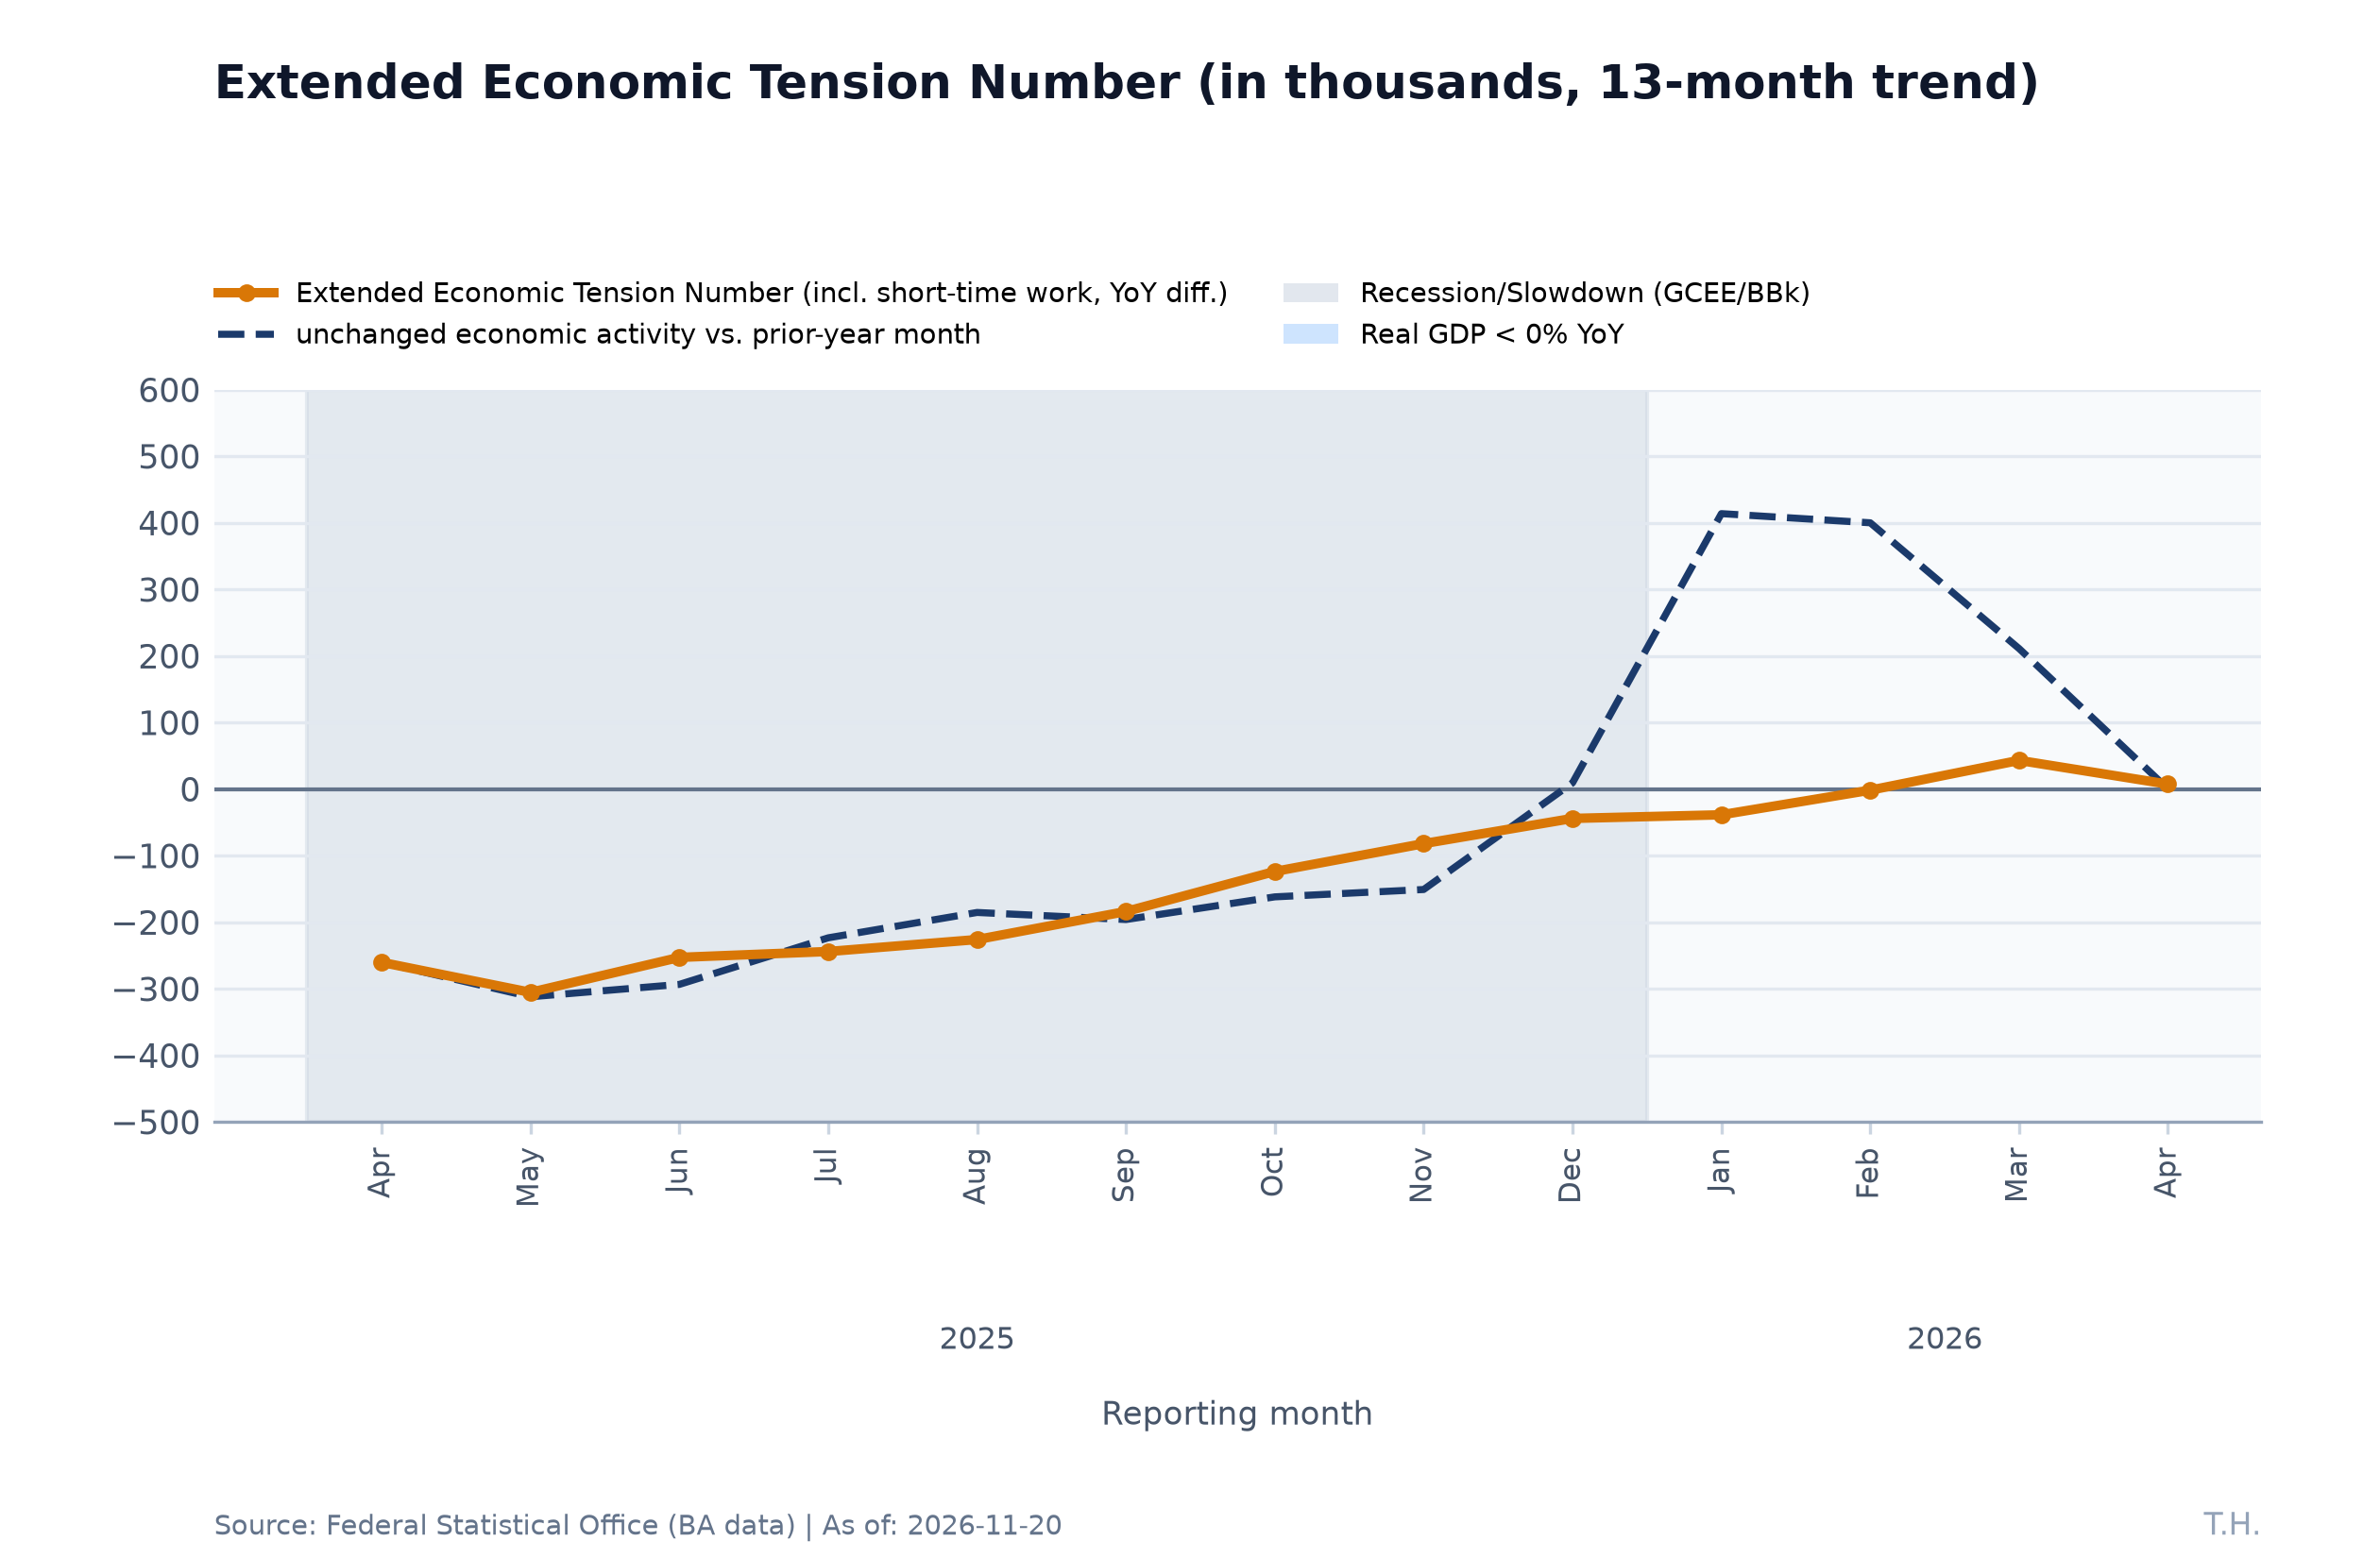 Extended Economic Tension Number (in thousands, 13-month trend)
Extended Economic Tension Number (incl. short-time work, YoY diff.)
unchanged economic activity vs. prior-year month
Recession/Slowdown (GCEE/BBk)
Real GDP < 0% YoY
600
500
400
300
200
100
0
−100
−200
−300
−400
−500
Apr
May
Jun
Jul
Aug
Sep
Oct
Nov
Dec
Jan
Feb
Mar
Apr
2025
2026
Reporting month
Source: Federal Statistical Office (BA data) | As of: 2026-11-20
T.H.